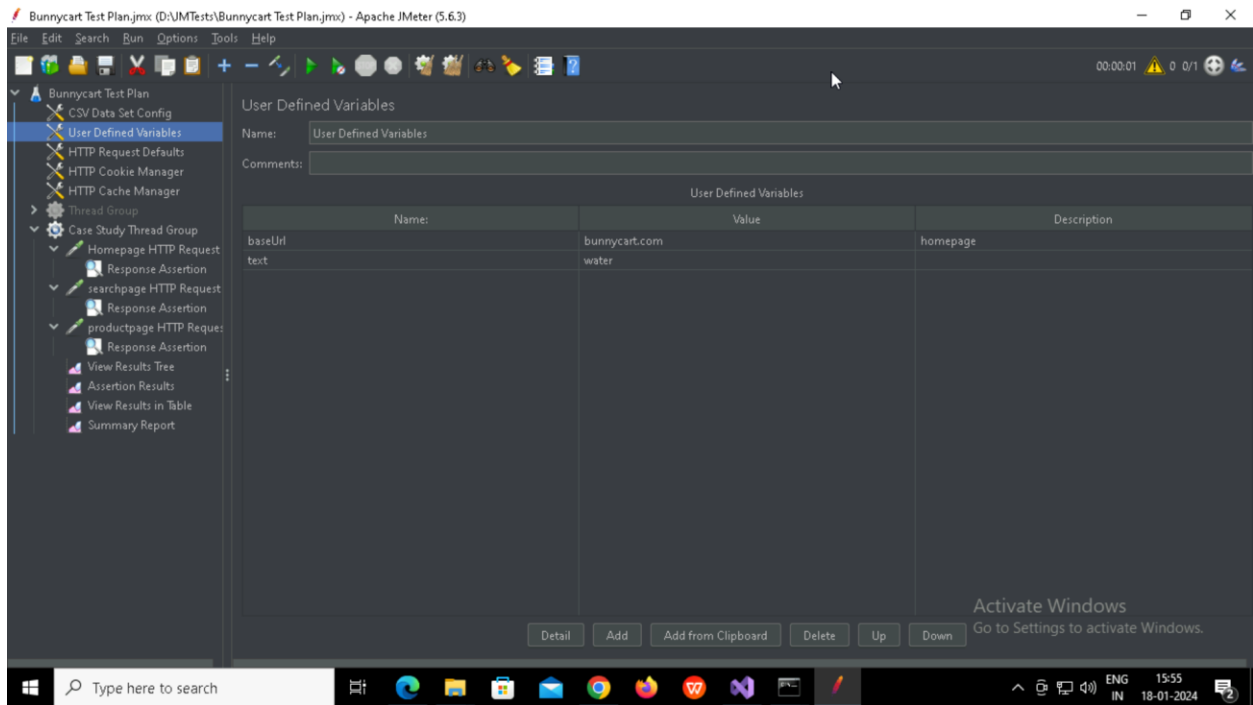 Bunnycart Test Plan.jmx (D:\JMTests\Bunnycart Test Plan.jmx) - Apache JMeter (5.6.3)
File Edit Search Run Options Tools Help
00:00:01 0 0/1
Bunnycart Test Plan
CSV Data Set Config
User Defined Variables
HTTP Request Defaults
HTTP Cookie Manager
HTTP Cache Manager
Thread Group
Case Study Thread Group
Homepage HTTP Request
Response Assertion
searchpage HTTP Request
Response Assertion
productpage HTTP Reques
Response Assertion
View Results Tree
Assertion Results
View Results in Table
Summary Report
User Defined Variables
Name: User Defined Variables
Comments:
User Defined Variables
Name: Value Description
baseUrl bunnycart.com homepage
text water
Detail Add Add from Clipboard Delete Up Down
Activate Windows
Go to Settings to activate Windows.
Type here to search
ENG
IN
15:55
18-01-2024
2